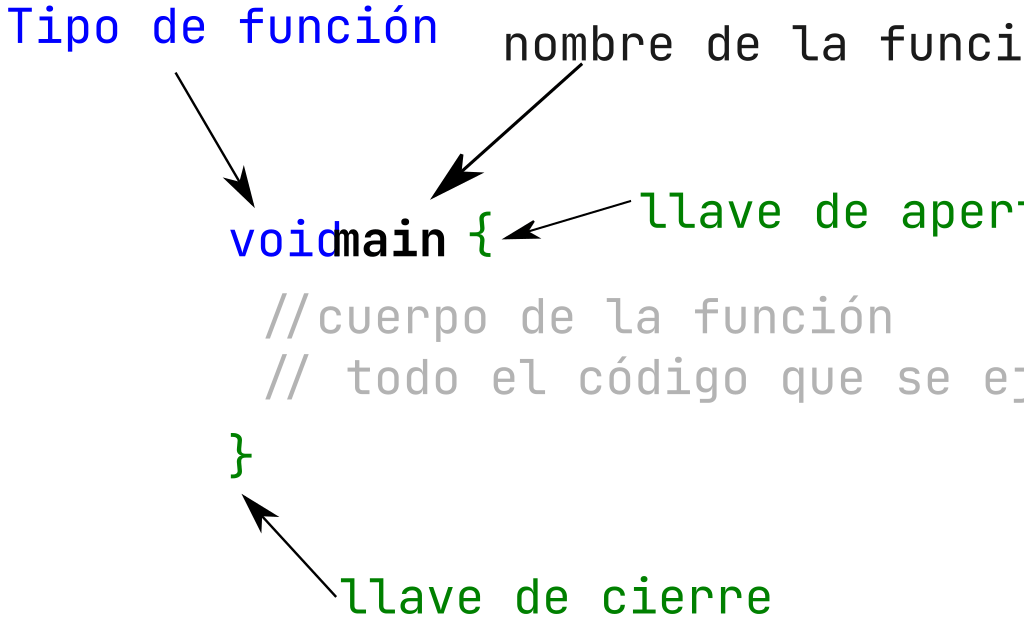 Tipo de función
nombre de la funci
voidmain {
llave de aper
//cuerpo de la función
// todo el código que se ej
}
llave de cierre